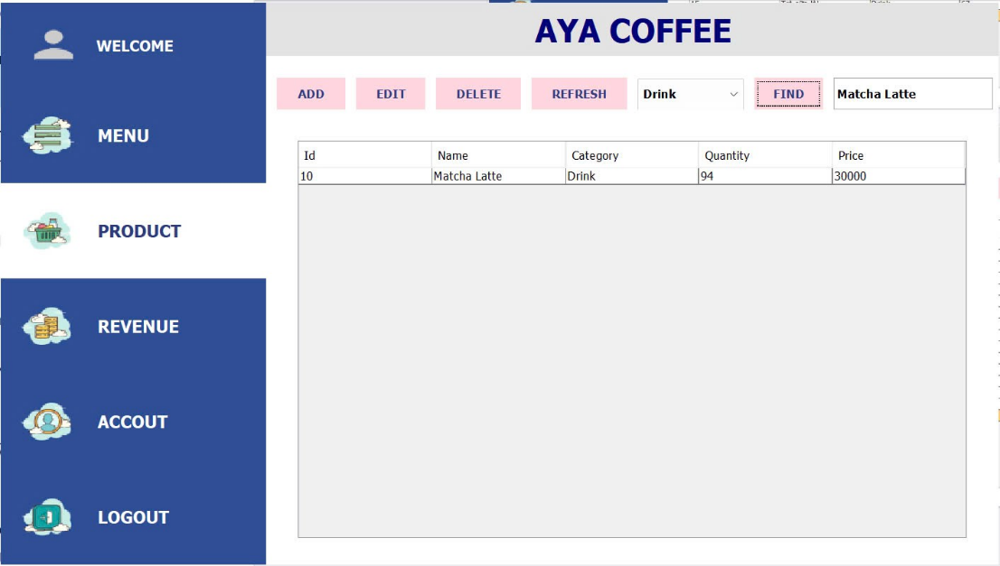 AYA COFFEE
WELCOME
MENU
PRODUCT
REVENUE
ACCOUT
LOGOUT
ADD EDIT DELETE REFRESH Drink FIND Matcha Latte
Id Name Category Quantity Price
10 Matcha Latte Drink 94 30000